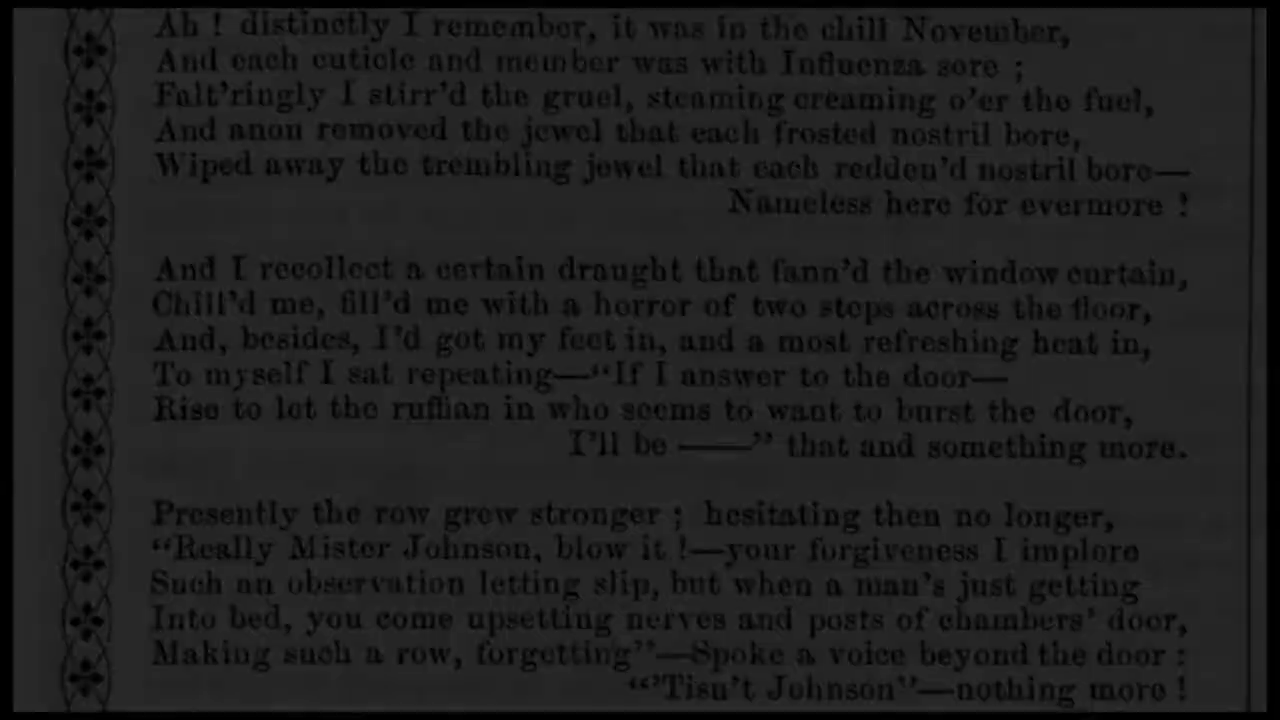 Ah ! distinctly I remember, it was in the chill November,
And each cuticle and member was with Influenza sore ;
Falt'ringly I stirr'd the gruel, steaming creaming o'er the fuel,
And anon removed the jewel that each frosted nostril bore,
Wiped away the trembling jewel that each redden'd nostril bore—
Nameless here for evermore !
And I recollect a certain draught that fann'd the window curtain,
Chill'd me, fill'd me with a horror of two steps across the floor,
And, besides, I'd got my feet in, and a most refreshing heat in,
To myself I sat repeating—“If I answer to the door—
Rise to let the ruffian in who seems to want to burst the door,
I'll be ——” that and something more.
Presently the row grew stronger ; hesitating then no longer,
“Really Mister Johnson, blow it !—your forgiveness I implore
Such an observation letting slip, but when a man's just getting
Into bed, you come upsetting nerves and posts of chambers' door,
Making such a row, forgetting”—Spoke a voice beyond the door :
“'Tisn't Johnson”—nothing more !